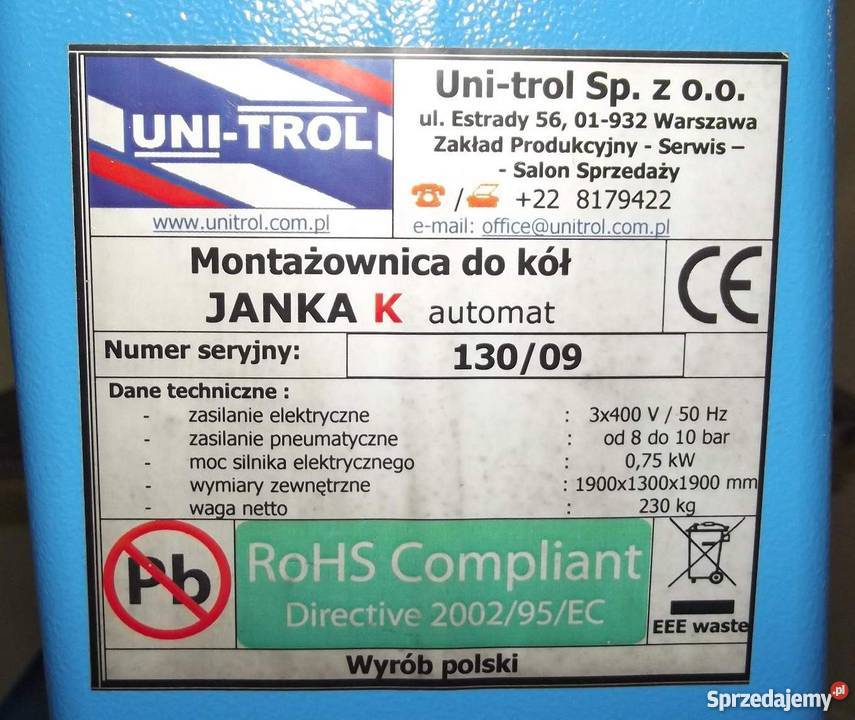 UNI-TROL
www.unitrol.com.pl
Uni-trol Sp. z o.o.
ul. Estrady 56, 01-932 Warszawa
Zakład Produkcyjny - Serwis –
- Salon Sprzedaży
/ +22 8179422
e-mail: office@unitrol.com.pl
Montażownica do kół
JANKA K automat
CE
Numer seryjny: 130/09
Dane techniczne :
- zasilanie elektryczne : 3x400 V / 50 Hz
- zasilanie pneumatyczne : od 8 do 10 bar
- moc silnika elektrycznego : 0,75 kW
- wymiary zewnętrzne : 1900x1300x1900 mm
- waga netto : 230 kg
Pb
RoHS Compliant
Directive 2002/95/EC
EEE waste
Wyrób polski
Sprzedajemy.pl